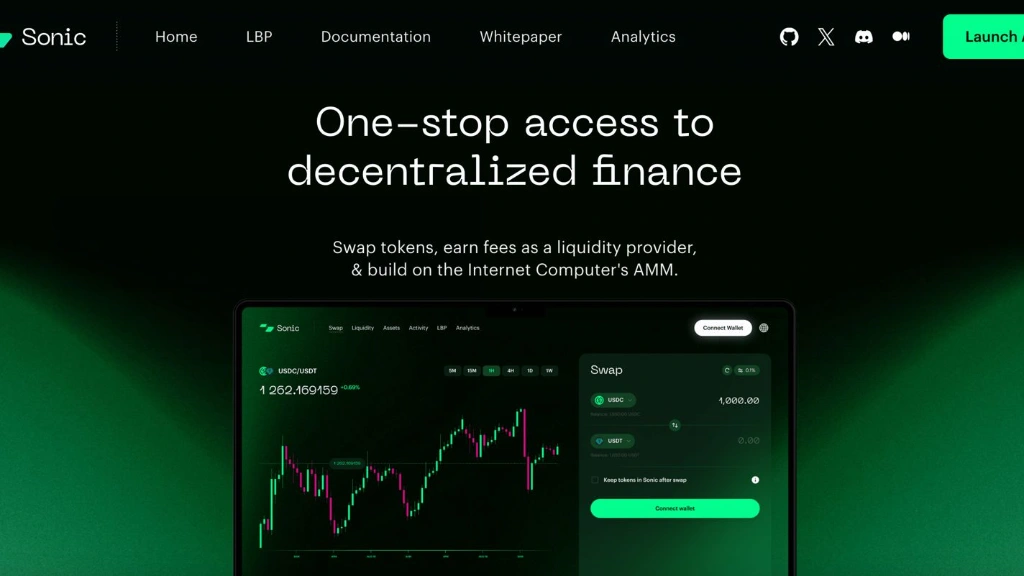 Sonic
Home
LBP
Documentation
Whitepaper
Analytics
Launch
One-stop access to
decentralized finance
Swap tokens, earn fees as a liquidity provider,
& build on the Internet Computer's AMM.
Sonic
Swap
Liquidity
Assets
Activity
LBP
Analytics
Connect Wallet
USDC/USDT
5M
15M
1H
4H
1D
1W
1 262.169159 +0.69%
1 262.169159
Swap
0.1%
USDC
1,000.00
USDT
0.00
Keep tokens in Sonic after swap
Connect wallet